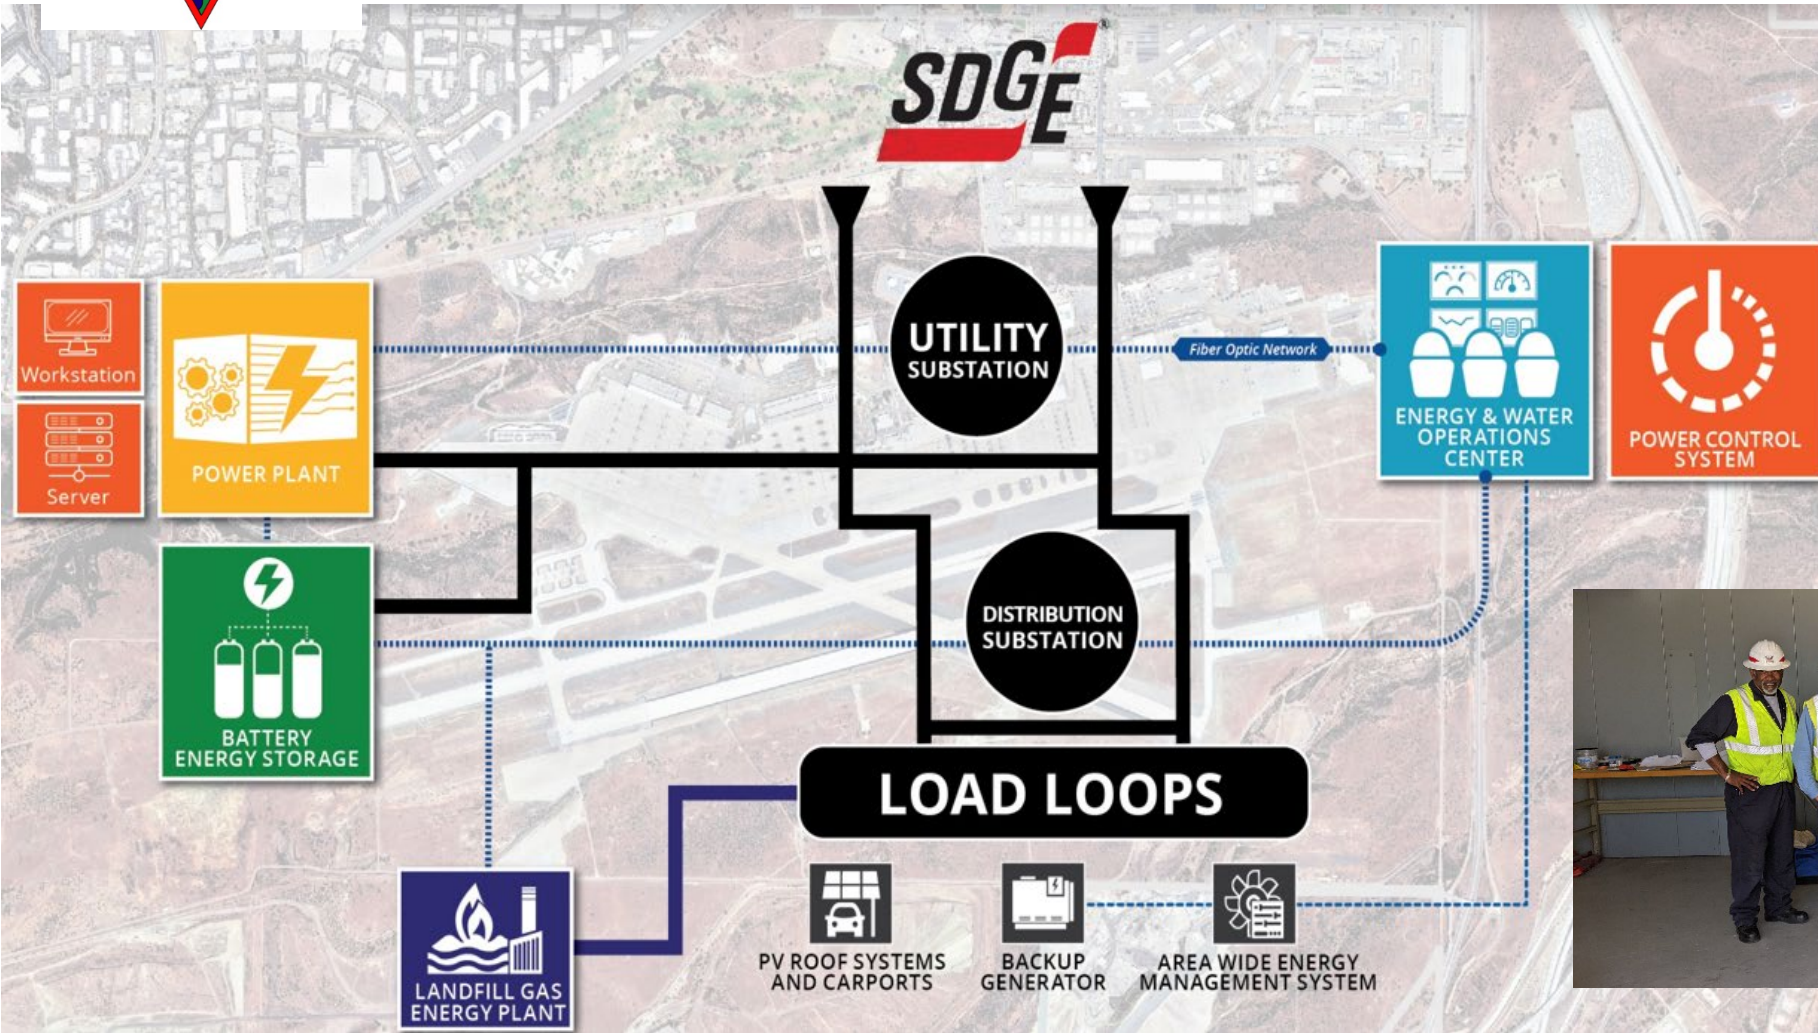 SDGE
®
UTILITY
SUBSTATION
Fiber Optic Network
Workstation
Server
POWER PLANT
ENERGY & WATER
OPERATIONS
CENTER
POWER CONTROL
SYSTEM
DISTRIBUTION
SUBSTATION
BATTERY
ENERGY STORAGE
LOAD LOOPS
LANDFILL GAS
ENERGY PLANT
PV ROOF SYSTEMS
AND CARPORTS
BACKUP
GENERATOR
AREA WIDE ENERGY
MANAGEMENT SYSTEM